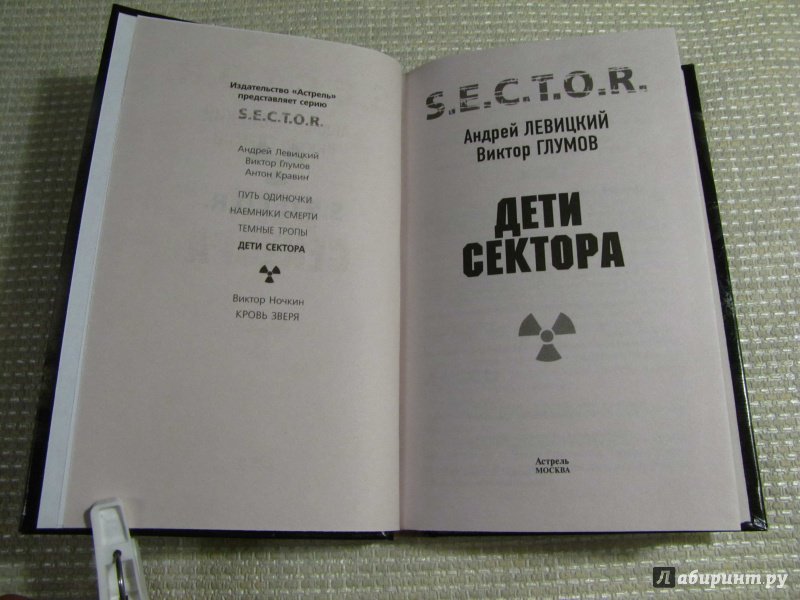 Издательство «Астрель»
представляет серию
S.E.C.T.O.R.
Андрей Левицкий
Виктор Глумов
Антон Кравин
ПУТЬ ОДИНОЧКИ
НАЕМНИКИ СМЕРТИ
ТЕМНЫЕ ТРОПЫ
ДЕТИ СЕКТОРА
Виктор Ночкин
КРОВЬ ЗВЕРЯ
S.E.C.T.O.R.
Андрей ЛЕВИЦКИЙ
Виктор ГЛУМОВ
ДЕТИ
СЕКТОРА
Астрель
МОСКВА
Лабиринт.ру